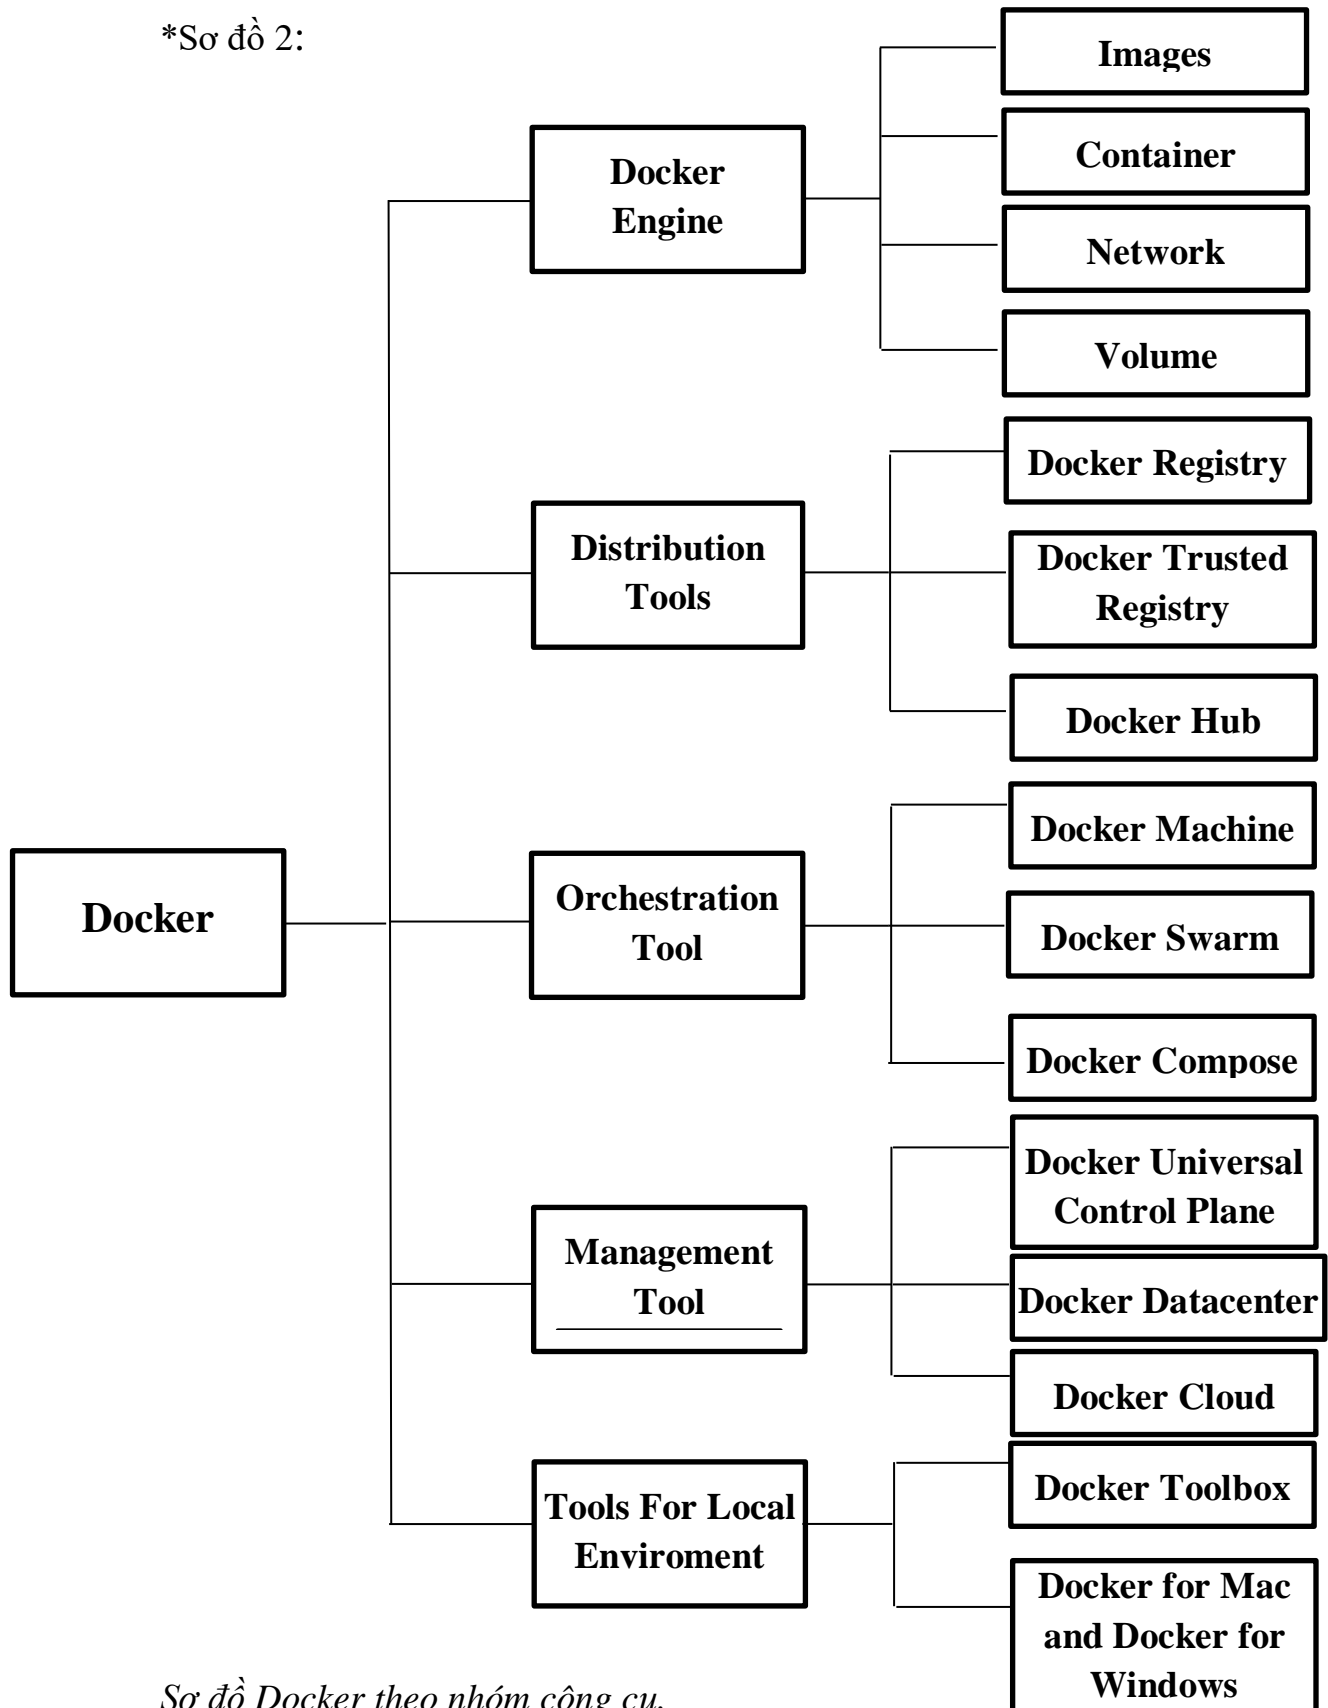 *Sơ đồ 2:
Images
Container
Docker
Engine
Network
Volume
Docker Registry
Distribution
Tools
Docker Trusted
Registry
Docker Hub
Docker Machine
Docker
Orchestration
Tool
Docker Swarm
Docker Compose
Docker Universal
Control Plane
Management
Tool
Docker Datacenter
Docker Cloud
Docker Toolbox
Tools For Local
Enviroment
Docker for Mac
and Docker for
Windows
Sơ đồ Docker theo nhóm công cụ.